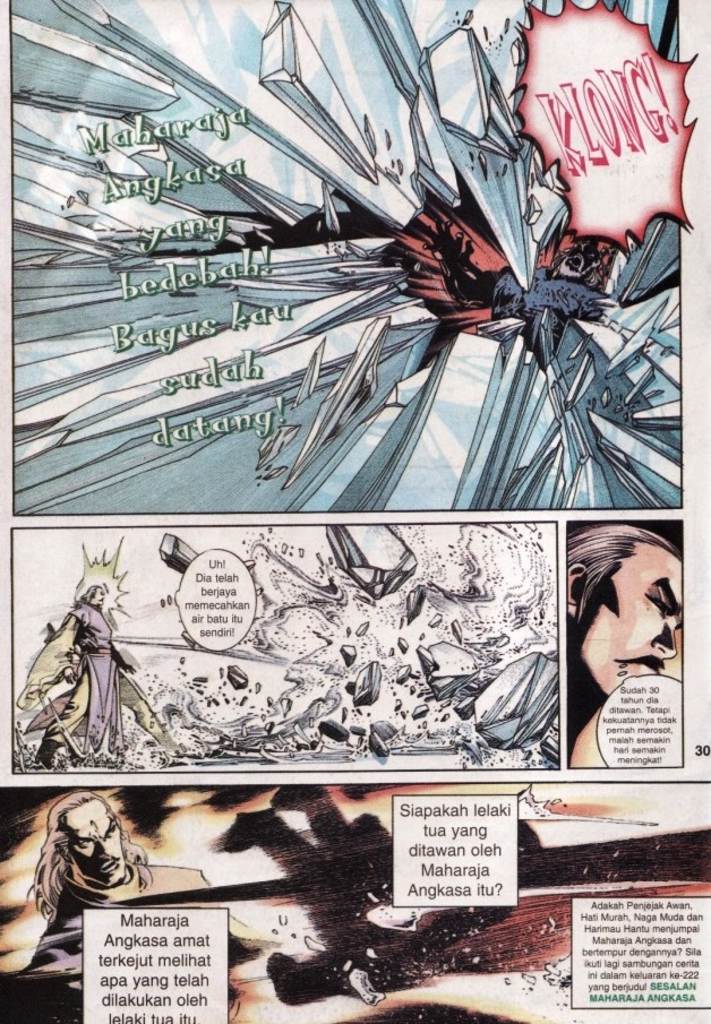 Maharaja
Angkasa
yang
bedebah!
Bagus kau
sudah
datang!
KLONG!
Uh!
Dia telah
berjaya
memecahkan
air batu itu
sendiri!
Sudah 30
tahun dia
ditawan. Tetapi
kekuatannya tidak
pernah merosot,
malah semakin
hari semakin
meningkat!
30
Maharaja
Angkasa amat
terkejut melihat
apa yang telah
dilakukan oleh
lelaki tua itu.
Siapakah lelaki
tua yang
ditawan oleh
Maharaja
Angkasa itu?
Adakah Penjejak Awan,
Hati Murah, Naga Muda dan
Harimau Hantu menjumpai
Maharaja Angkasa dan
bertempur dengannya? Sila
ikuti lagi sambungan cerita
ini dalam keluaran ke-222
yang berjudul SESALAN
MAHARAJA ANGKASA